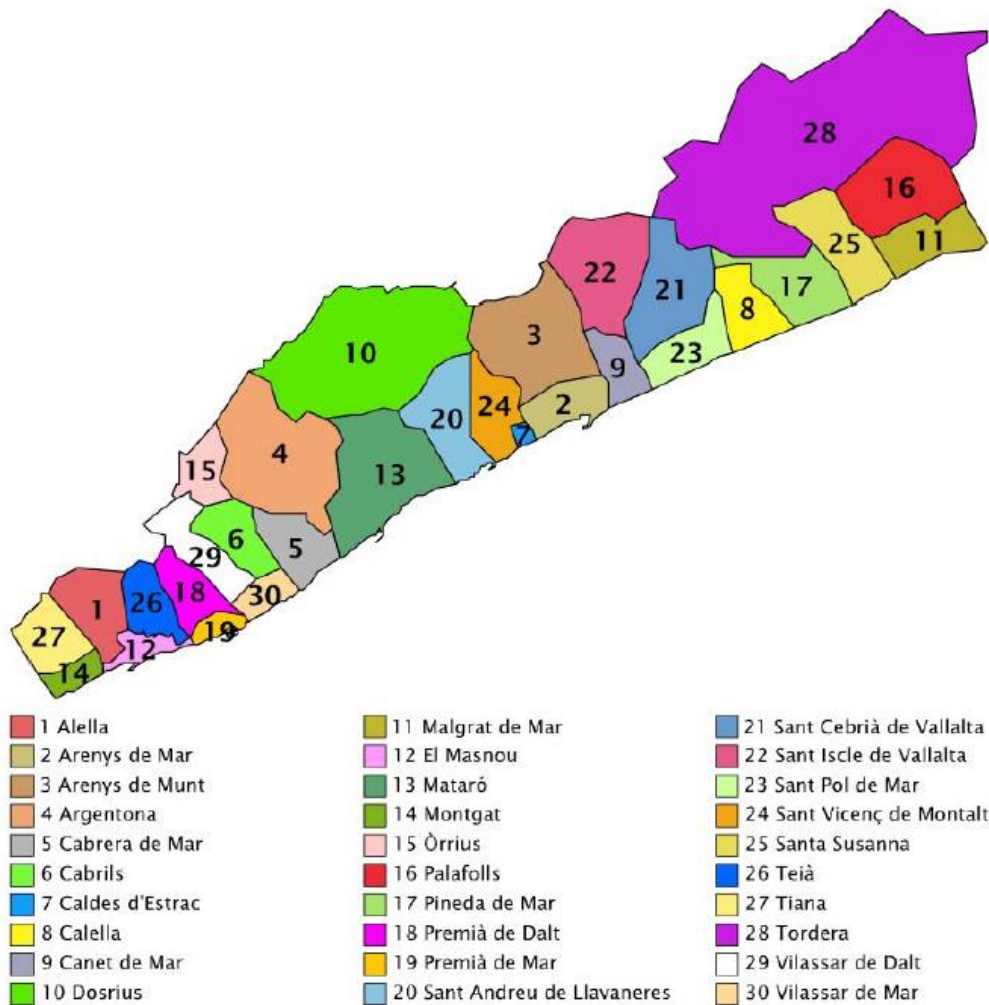 28
16
11
25
22
21
17
8
3
10
9
23
24
2
20
7
4
13
15
6
5
29
18
30
26
1
19
27
12
14
1 Alella
2 Arenys de Mar
3 Arenys de Munt
4 Argentona
5 Cabrera de Mar
6 Cabrils
7 Caldes d'Estrac
8 Calella
9 Canet de Mar
10 Dosrius
11 Malgrat de Mar
12 El Masnou
13 Mataró
14 Montgat
15 Òrrius
16 Palafolls
17 Pineda de Mar
18 Premià de Dalt
19 Premià de Mar
20 Sant Andreu de Llavaneres
21 Sant Cebrià de Vallalta
22 Sant Iscle de Vallalta
23 Sant Pol de Mar
24 Sant Vicenç de Montalt
25 Santa Susanna
26 Teià
27 Tiana
28 Tordera
29 Vilassar de Dalt
30 Vilassar de Mar